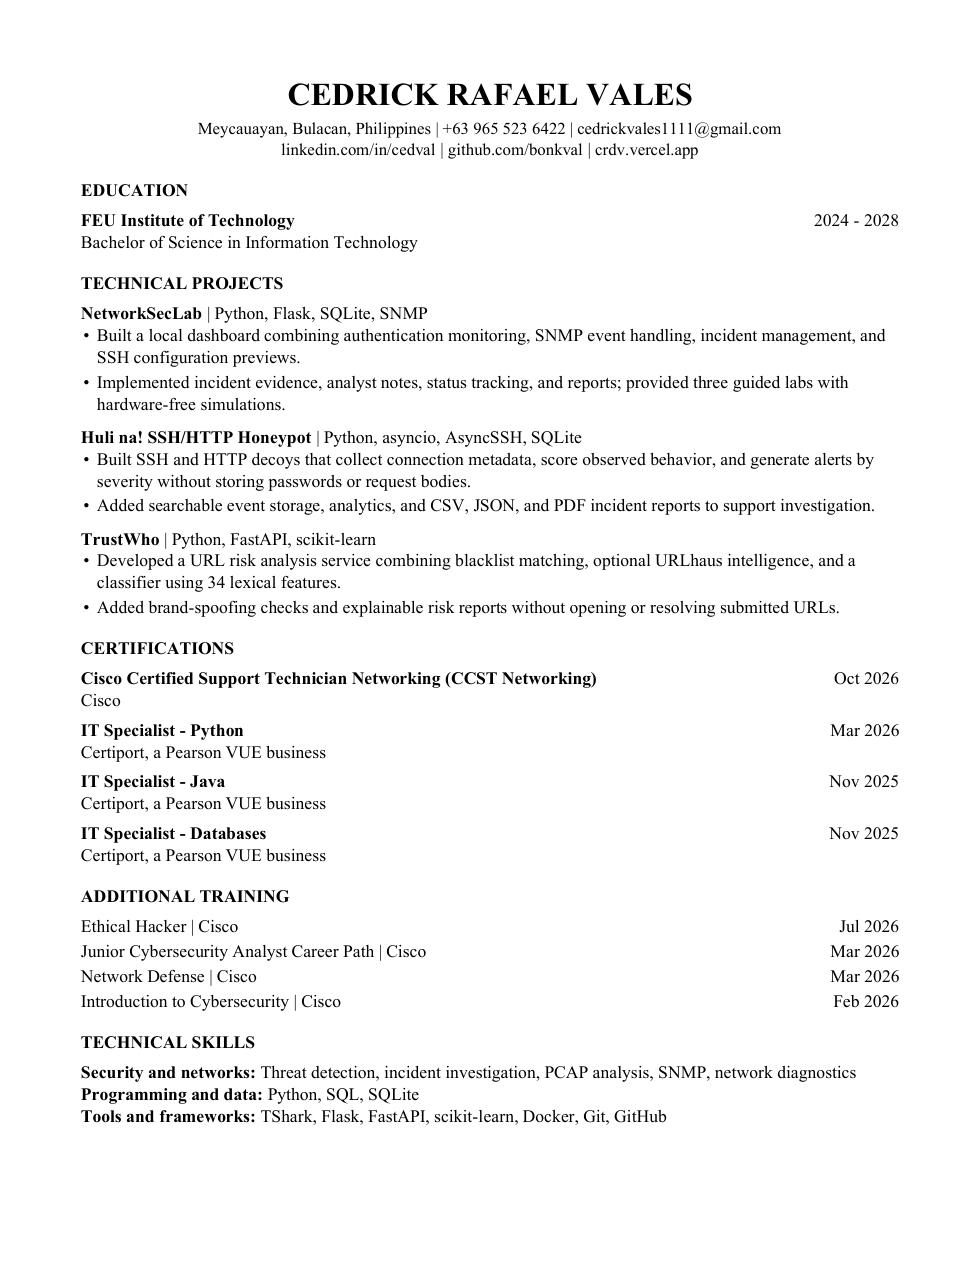 CEDRICK RAFAEL VALES
Meycauayan, Bulacan, Philippines | +63 965 523 6422 | cedrickvales1111@gmail.com
linkedin.com/in/cedval | github.com/bonkval | crdv.vercel.app
EDUCATION
FEU Institute of Technology 2024 - 2028
Bachelor of Science in Information Technology
TECHNICAL PROJECTS
NetworkSecLab | Python, Flask, SQLite, SNMP
• Built a local dashboard combining authentication monitoring, SNMP event handling, incident management, and
SSH configuration previews.
• Implemented incident evidence, analyst notes, status tracking, and reports; provided three guided labs with
hardware-free simulations.
Huli na! SSH/HTTP Honeypot | Python, asyncio, AsyncSSH, SQLite
• Built SSH and HTTP decoys that collect connection metadata, score observed behavior, and generate alerts by
severity without storing passwords or request bodies.
• Added searchable event storage, analytics, and CSV, JSON, and PDF incident reports to support investigation.
TrustWho | Python, FastAPI, scikit-learn
• Developed a URL risk analysis service combining blacklist matching, optional URLhaus intelligence, and a
classifier using 34 lexical features.
• Added brand-spoofing checks and explainable risk reports without opening or resolving submitted URLs.
CERTIFICATIONS
Cisco Certified Support Technician Networking (CCST Networking) Oct 2026
Cisco
IT Specialist - Python Mar 2026
Certiport, a Pearson VUE business
IT Specialist - Java Nov 2025
Certiport, a Pearson VUE business
IT Specialist - Databases Nov 2025
Certiport, a Pearson VUE business
ADDITIONAL TRAINING
Ethical Hacker | Cisco Jul 2026
Junior Cybersecurity Analyst Career Path | Cisco Mar 2026
Network Defense | Cisco Mar 2026
Introduction to Cybersecurity | Cisco Feb 2026
TECHNICAL SKILLS
Security and networks: Threat detection, incident investigation, PCAP analysis, SNMP, network diagnostics
Programming and data: Python, SQL, SQLite
Tools and frameworks: TShark, Flask, FastAPI, scikit-learn, Docker, Git, GitHub